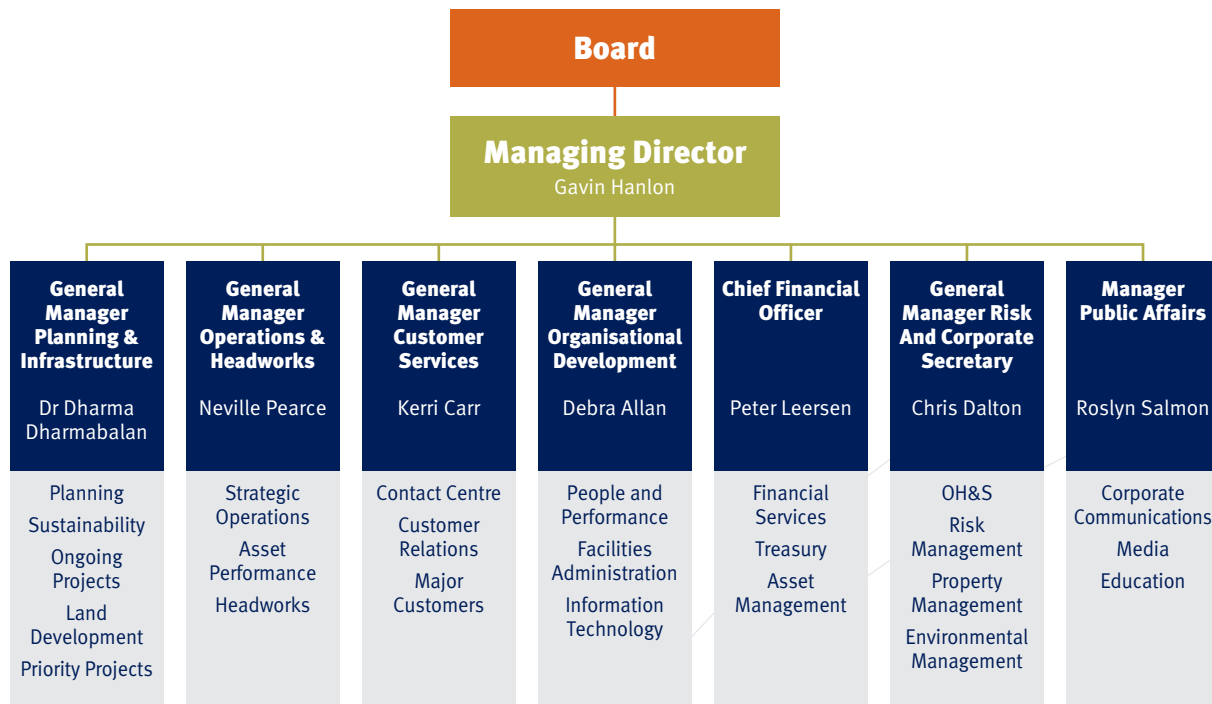 Board
Managing Director
Gavin Hanlon
General
Manager
Planning &
Infrastructure
Dr Dharma
Dharmabalan
Planning
Sustainability
Ongoing
Projects
Land
Development
Priority Projects
General
Manager
Operations &
Headworks
Neville Pearce
Strategic
Operations
Asset
Performance
Headworks
General
Manager
Customer
Services
Kerri Carr
Contact Centre
Customer
Relations
Major
Customers
General
Manager
Organisational
Development
Debra Allan
People and
Performance
Facilities
Administration
Information
Technology
Chief Financial
Officer
Peter Leersen
Financial
Services
Treasury
Asset
Management
General
Manager Risk
And Corporate
Secretary
Chris Dalton
OH&S
Risk
Management
Property
Management
Environmental
Management
Manager
Public Affairs
Roslyn Salmon
Corporate
Communications
Media
Education